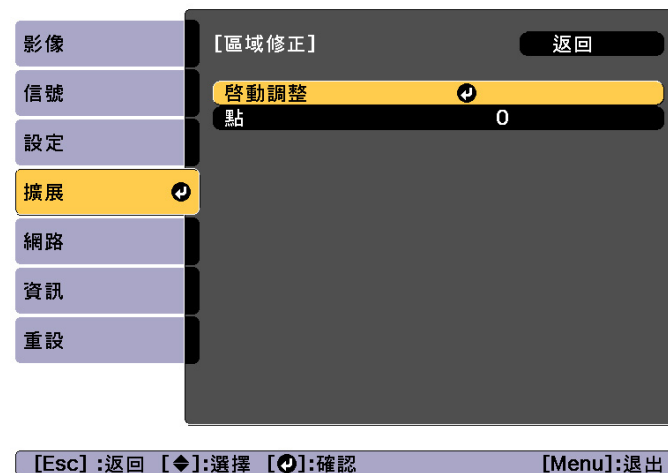 影像
信號
設定
擴展
網路
資訊
重設
[區域修正]
返回
啓動調整
點 0
[Esc] :返回 [◆]:選擇 [↵]:確認 [Menu]:退出